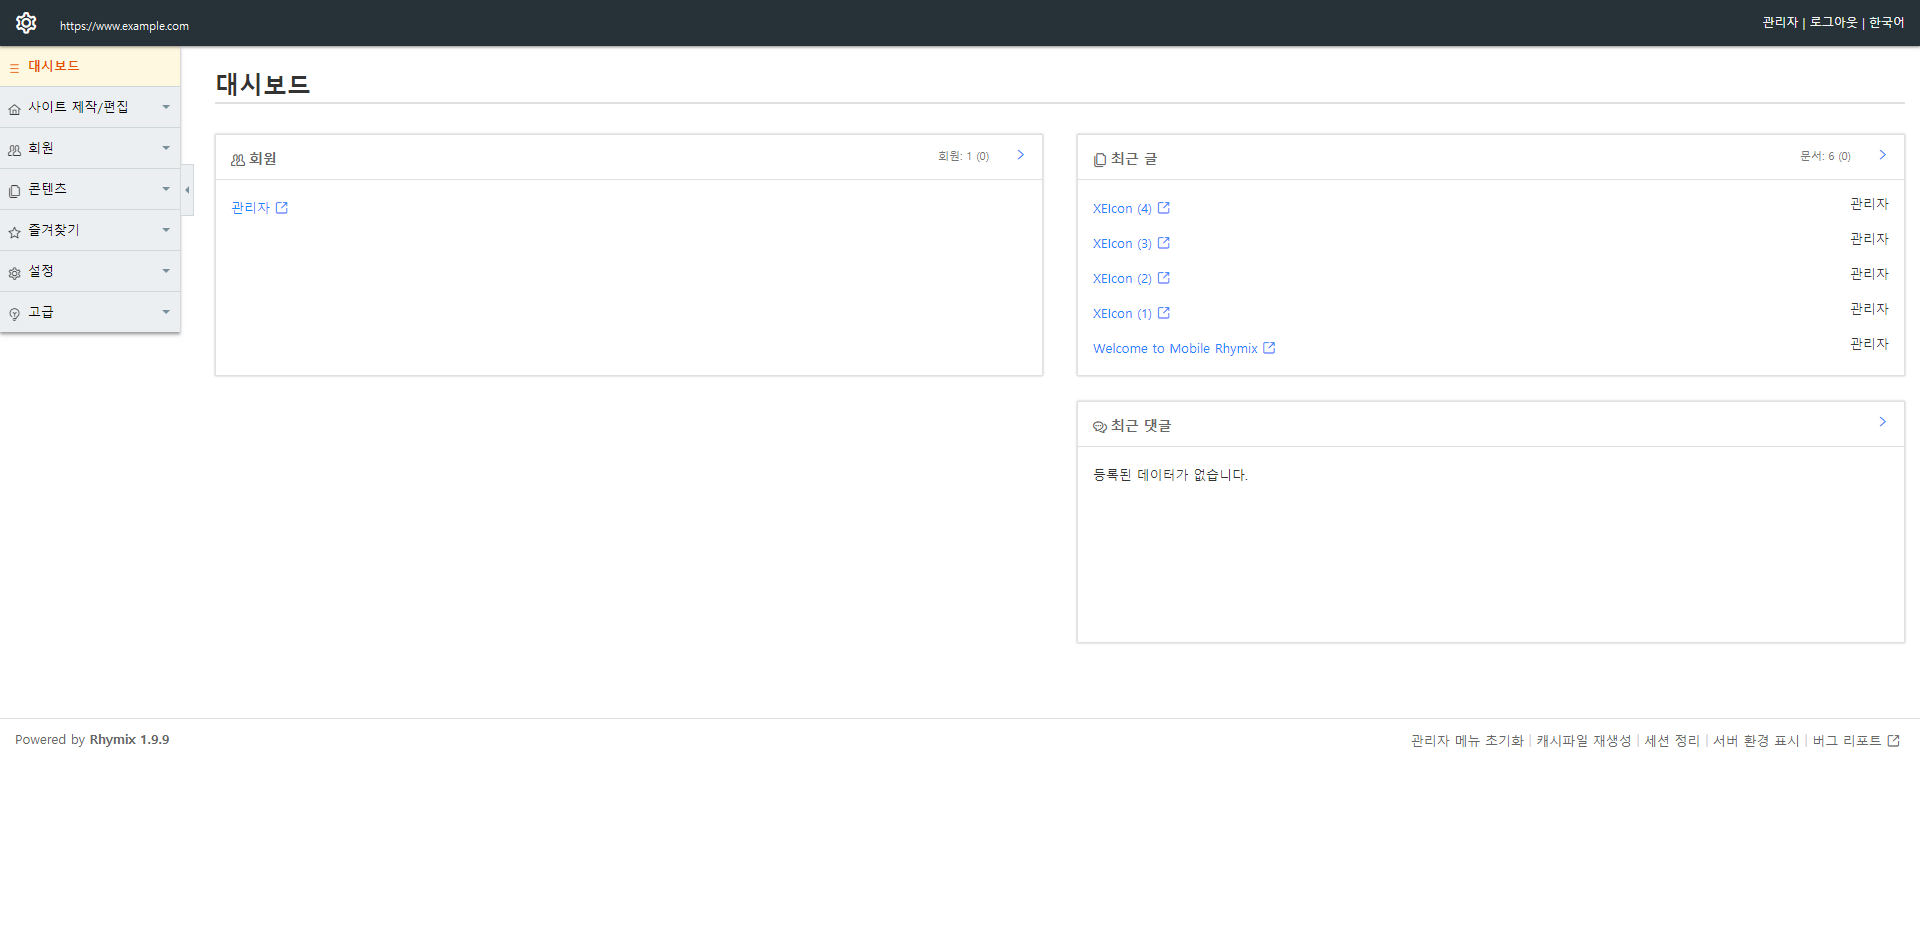 https://www.example.com
관리자 | 로그아웃 | 한국어
대시보드
사이트 제작/편집
회원
콘텐츠
즐겨찾기
설정
고급
대시보드
회원
회원: 1 (0)
관리자
최근 글
문서: 6 (0)
XEIcon (4) 관리자
XEIcon (3) 관리자
XEIcon (2) 관리자
XEIcon (1) 관리자
Welcome to Mobile Rhymix 관리자
최근 댓글
등록된 데이터가 없습니다.
Powered by Rhymix 1.9.9
관리자 메뉴 초기화 | 캐시파일 재생성 | 세션 정리 | 서버 환경 표시 | 버그 리포트